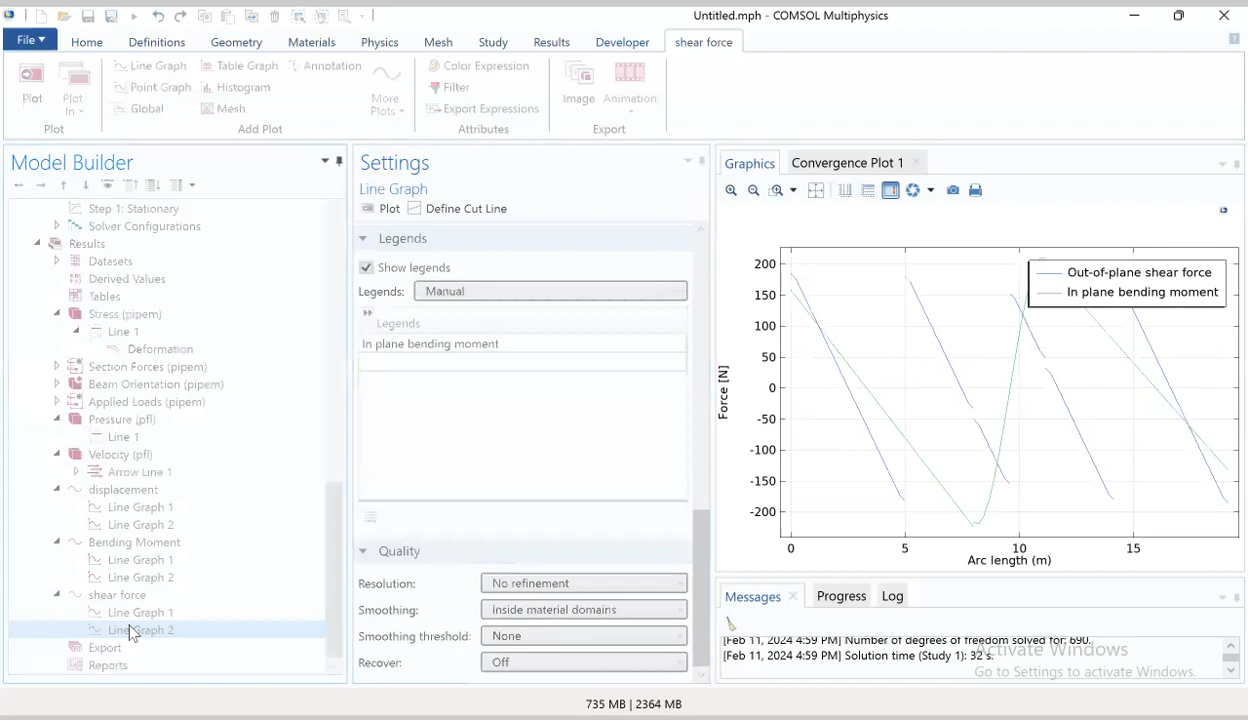 Untitled.mph - COMSOL Multiphysics
File
Home
Definitions
Geometry
Materials
Physics
Mesh
Study
Results
Developer
shear force
Plot
Plot In
Plot
Line Graph
Point Graph
Global
Table Graph
Histogram
Mesh
Annotation
More Plots
Add Plot
Color Expression
Filter
Export Expressions
Attributes
Image
Animation
Export
Model Builder
Step 1: Stationary
Solver Configurations
Results
Datasets
Derived Values
Tables
Stress (pipem)
Line 1
Deformation
Section Forces (pipem)
Beam Orientation (pipem)
Applied Loads (pipem)
Pressure (pfl)
Line 1
Velocity (pfl)
Arrow Line 1
displacement
Line Graph 1
Line Graph 2
Bending Moment
Line Graph 1
Line Graph 2
shear force
Line Graph 1
Line Graph 2
Export
Reports
Settings
Line Graph
Plot
Define Cut Line
Legends
Show legends
Legends: Manual
Legends
In plane bending moment
Quality
Resolution: No refinement
Smoothing: Inside material domains
Smoothing threshold: None
Recover: Off
Graphics
Convergence Plot 1
Out-of-plane shear force
In plane bending moment
200
150
100
50
0
-50
-100
-150
-200
Force [N]
0 5 10 15
Arc length (m)
Messages
Progress
Log
[Feb 11, 2024 4:59 PM] Number of degrees of freedom solved for: 690.
[Feb 11, 2024 4:59 PM] Solution time (Study 1): 32 s.
Activate Windows
Go to Settings to activate Windows.
735 MB | 2364 MB